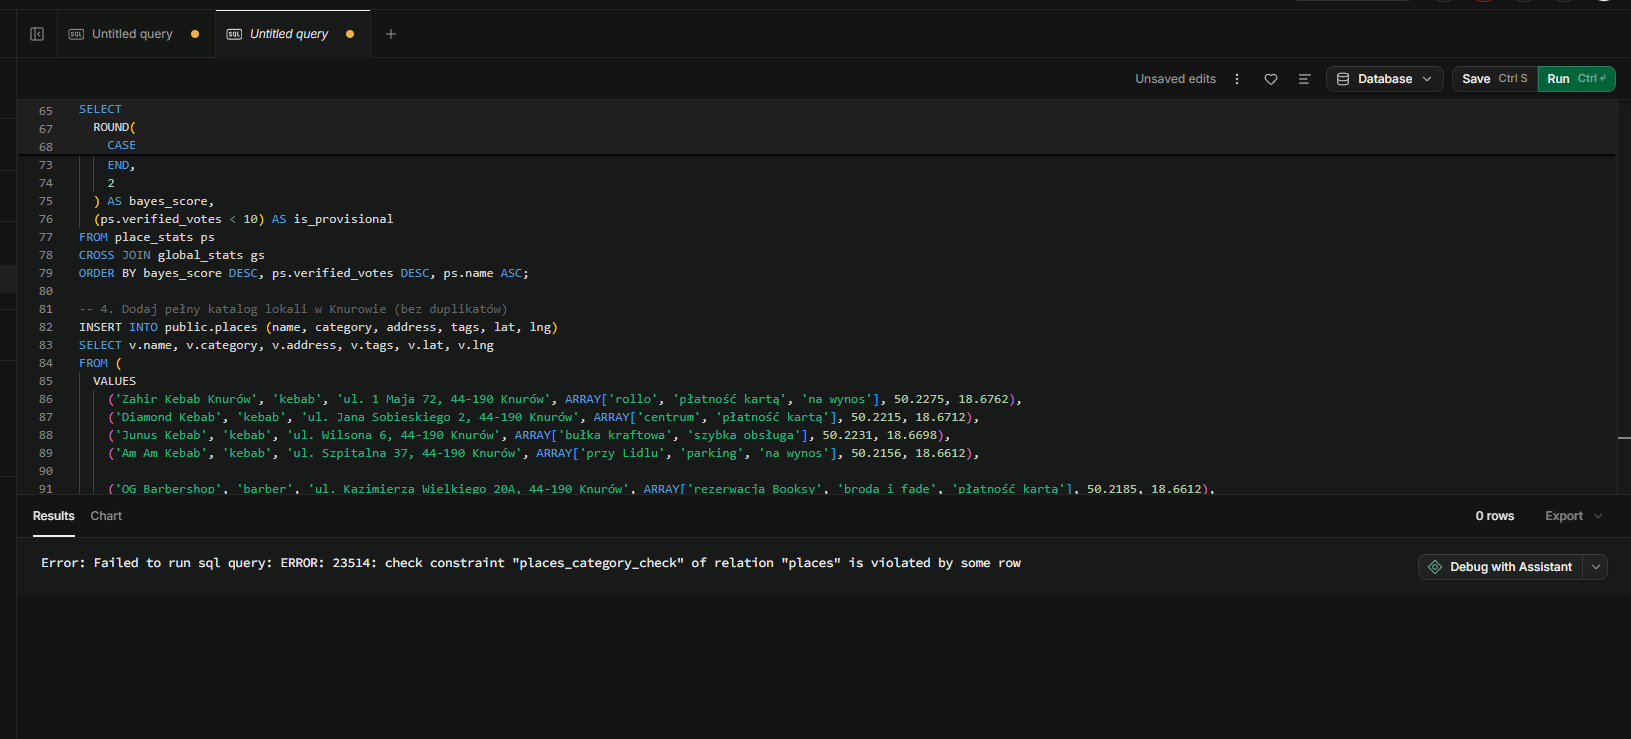 Untitled query
Untitled query
Unsaved edits
Database
Save Ctrl S
Run Ctrl ↵
65 SELECT
67 ROUND(
68 CASE
73 END,
74 2
75 ) AS bayes_score,
76 (ps.verified_votes < 10) AS is_provisional
77 FROM place_stats ps
78 CROSS JOIN global_stats gs
79 ORDER BY bayes_score DESC, ps.verified_votes DESC, ps.name ASC;
80
81 -- 4. Dodaj pełny katalog lokali w Knurowie (bez duplikatów)
82 INSERT INTO public.places (name, category, address, tags, lat, lng)
83 SELECT v.name, v.category, v.address, v.tags, v.lat, v.lng
84 FROM (
85 VALUES
86 ('Zahir Kebab Knurów', 'kebab', 'ul. 1 Maja 72, 44-190 Knurów', ARRAY['rollo', 'płatność kartą', 'na wynos'], 50.2275, 18.6762),
87 ('Diamond Kebab', 'kebab', 'ul. Jana Sobieskiego 2, 44-190 Knurów', ARRAY['centrum', 'płatność kartą'], 50.2215, 18.6712),
88 ('Junus Kebab', 'kebab', 'ul. Wilsona 6, 44-190 Knurów', ARRAY['bułka kraftowa', 'szybka obsługa'], 50.2231, 18.6698),
89 ('Am Am Kebab', 'kebab', 'ul. Szpitalna 37, 44-190 Knurów', ARRAY['przy Lidlu', 'parking', 'na wynos'], 50.2156, 18.6612),
90
91 ('OG Barbershop', 'barber', 'ul. Kazimierza Wielkiego 20A, 44-190 Knurów', ARRAY['rezerwacja Booksy', 'broda i fade', 'płatność kartą'], 50.2185, 18.6612),
Results
Chart
0 rows
Export
Error: Failed to run sql query: ERROR: 23514: check constraint "places_category_check" of relation "places" is violated by some row
Debug with Assistant